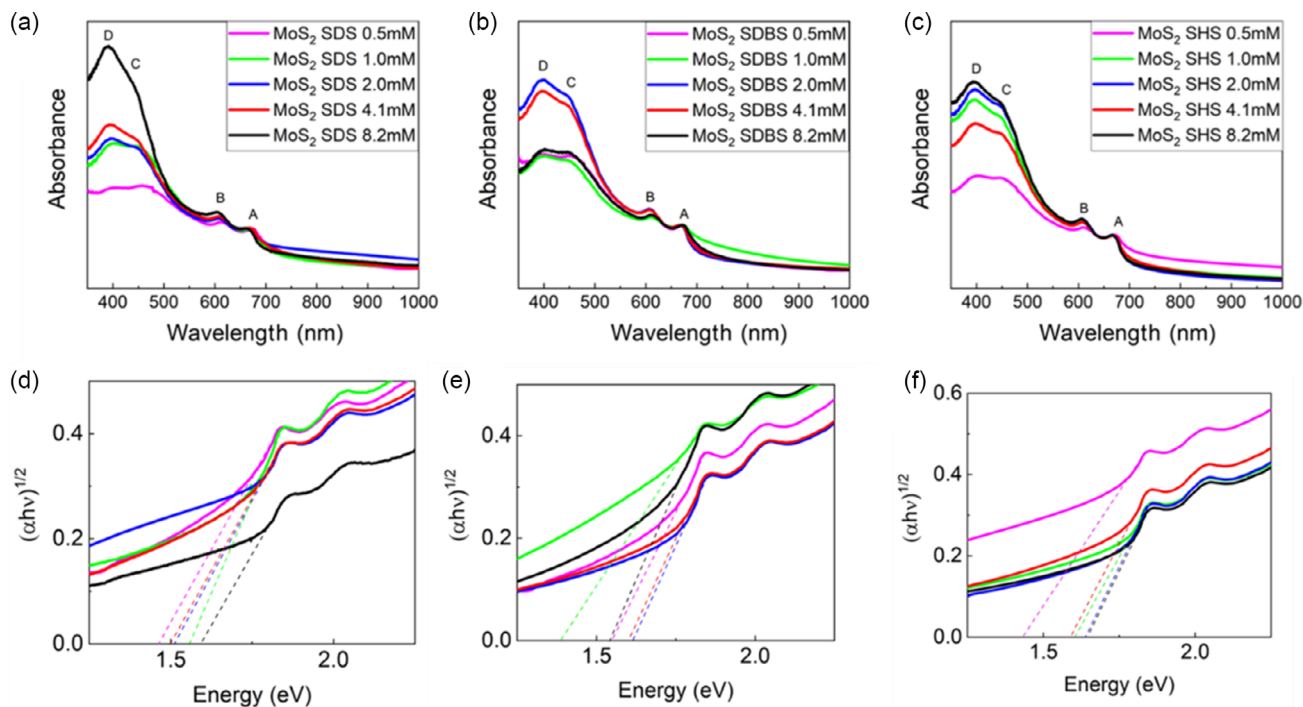 (a)
D
C
B
A
MoS₂ SDS 0.5mM
MoS₂ SDS 1.0mM
MoS₂ SDS 2.0mM
MoS₂ SDS 4.1mM
MoS₂ SDS 8.2mM
Absorbance
400 500 600 700 800 900 1000
Wavelength (nm)
(b)
D
C
B
A
MoS₂ SDBS 0.5mM
MoS₂ SDBS 1.0mM
MoS₂ SDBS 2.0mM
MoS₂ SDBS 4.1mM
MoS₂ SDBS 8.2mM
Absorbance
400 500 600 700 800 900 1000
Wavelength (nm)
(c)
D
C
B
A
MoS₂ SHS 0.5mM
MoS₂ SHS 1.0mM
MoS₂ SHS 2.0mM
MoS₂ SHS 4.1mM
MoS₂ SHS 8.2mM
Absorbance
400 500 600 700 800 900 1000
Wavelength (nm)
(d)
(αhν)¹ᐟ²
0.4
0.2
0.0
1.5 2.0
Energy (eV)
(e)
(αhν)¹ᐟ²
0.4
0.2
0.0
1.5 2.0
Energy (eV)
(f)
(αhν)¹ᐟ²
0.6
0.4
0.2
0.0
1.5 2.0
Energy (eV)